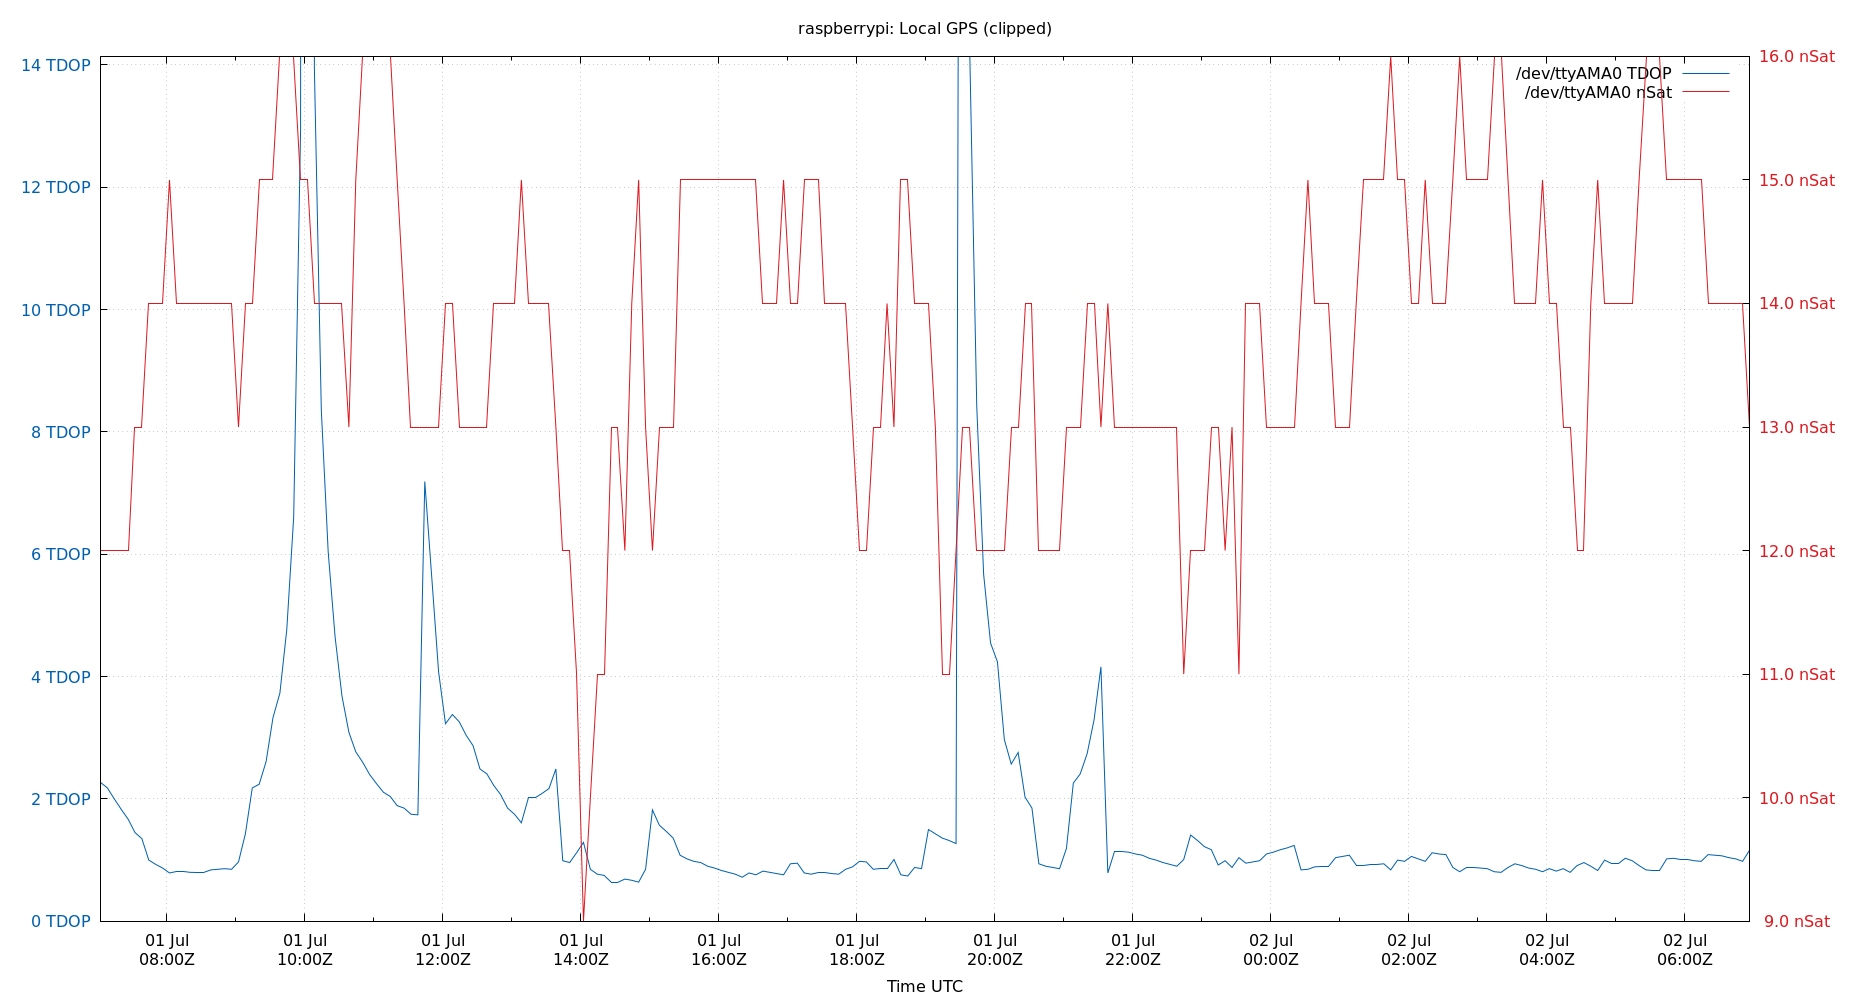 raspberrypi: Local GPS (clipped)
14 TDOP
12 TDOP
10 TDOP
8 TDOP
6 TDOP
4 TDOP
2 TDOP
0 TDOP
/dev/ttyAMA0 TDOP
/dev/ttyAMA0 nSat
16.0 nSat
15.0 nSat
14.0 nSat
13.0 nSat
12.0 nSat
11.0 nSat
10.0 nSat
9.0 nSat
01 Jul
08:00Z
01 Jul
10:00Z
01 Jul
12:00Z
01 Jul
14:00Z
01 Jul
16:00Z
01 Jul
18:00Z
01 Jul
20:00Z
01 Jul
22:00Z
02 Jul
00:00Z
02 Jul
02:00Z
02 Jul
04:00Z
02 Jul
06:00Z
Time UTC